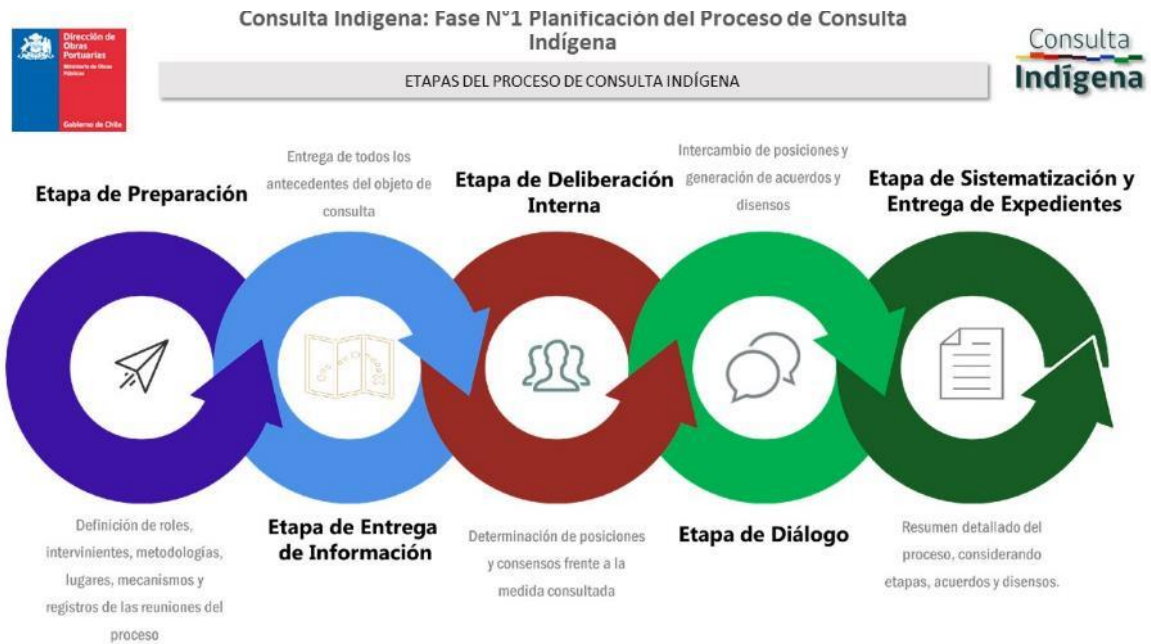 Consulta Indígena: Fase N°1 Planificación del Proceso de Consulta
Indígena
Dirección de
Obras
Portuarias
Ministerio de Obras
Públicas
Gobierno de Chile
ETAPAS DEL PROCESO DE CONSULTA INDÍGENA
Consulta
Indígena
Etapa de Preparación
Definición de roles,
intervinientes, metodologías,
lugares, mecanismos y
registros de las reuniones del
proceso
Entrega de todos los
antecedentes del objeto de
consulta
Etapa de Entrega
de Información
Etapa de Deliberación
Interna
Determinación de posiciones
y consensos frente a la
medida consultada
Intercambio de posiciones y
generación de acuerdos y
disensos
Etapa de Diálogo
Etapa de Sistematización y
Entrega de Expedientes
Resumen detallado del
proceso, considerando
etapas, acuerdos y disensos.